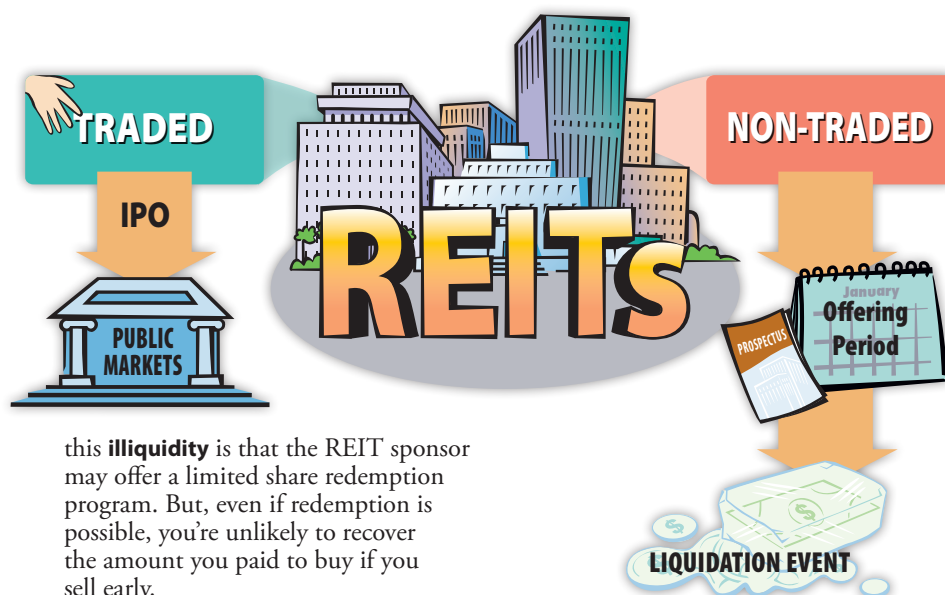 TRADED
NON-TRADED
IPO
REITs
PUBLIC
MARKETS
January
Offering
Period
PROSPECTUS
this illiquidity is that the REIT sponsor
may offer a limited share redemption
program. But, even if redemption is
possible, you’re unlikely to recover
the amount you paid to buy if you
sell early.
$
$
LIQUIDATION EVENT